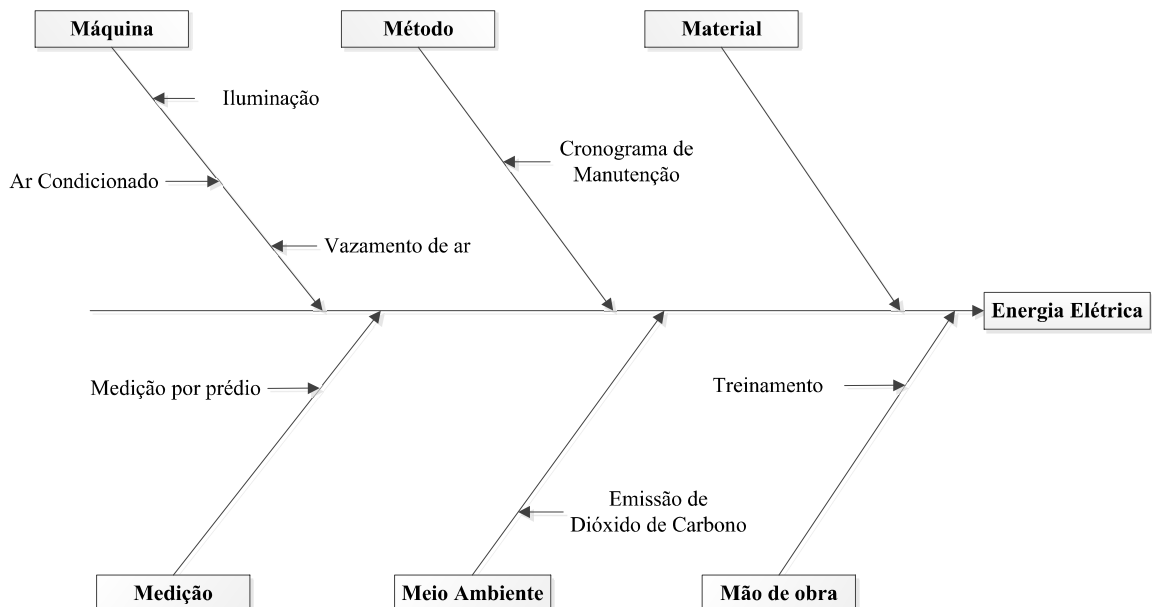 Máquina
Método
Material
Iluminação
Cronograma de
Manutenção
Ar Condicionado
Vazamento de ar
Energia Elétrica
Medição por prédio
Treinamento
Emissão de
Dióxido de Carbono
Medição
Meio Ambiente
Mão de obra